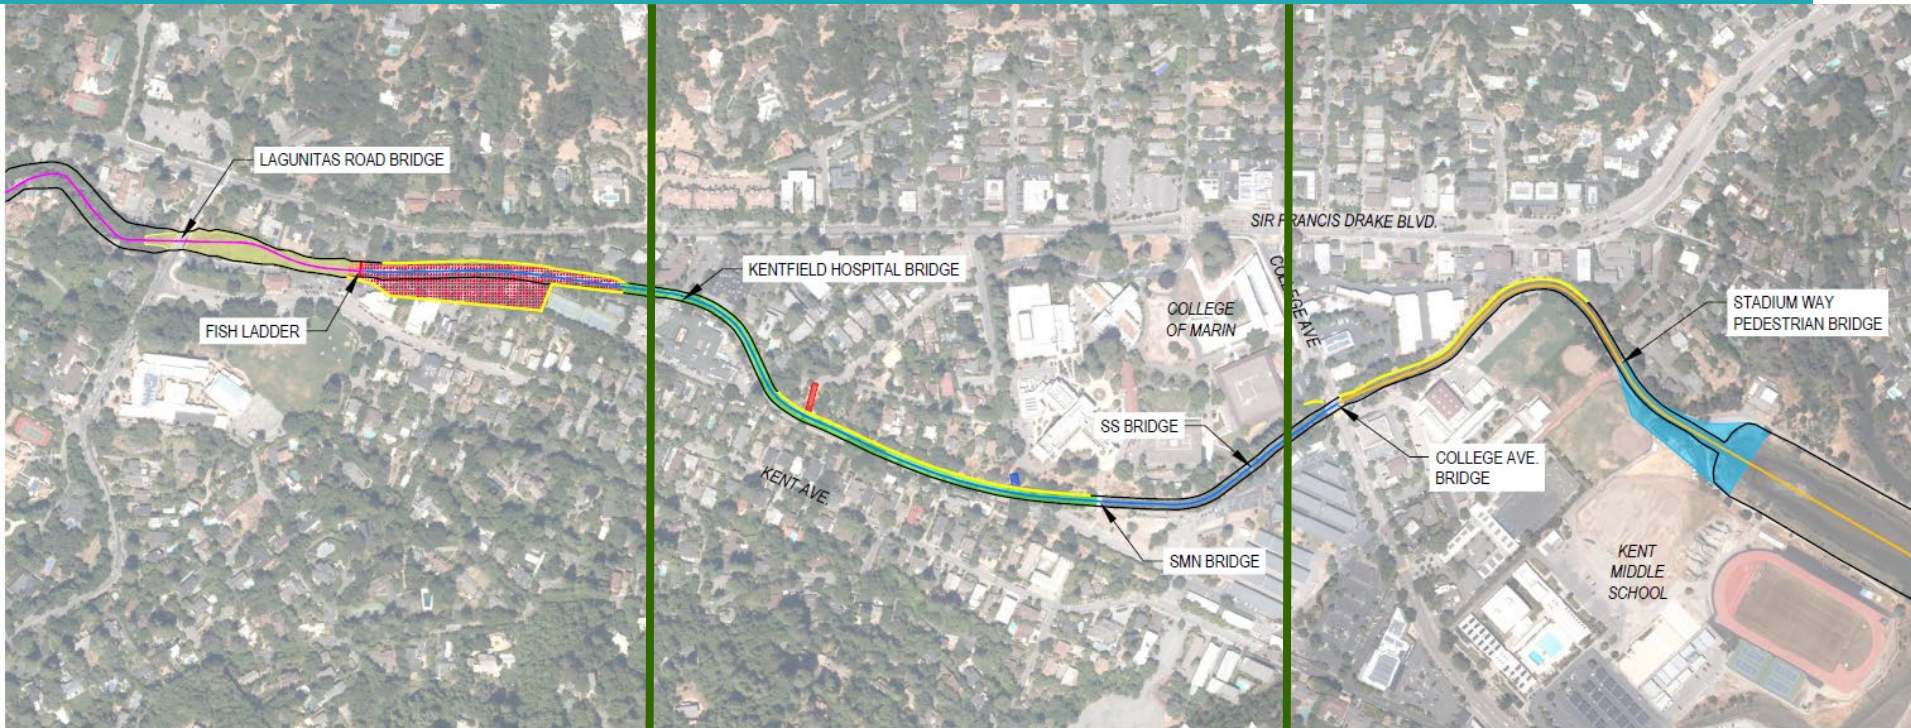 LAGUNITAS ROAD BRIDGE
FISH LADDER
KENTFIELD HOSPITAL BRIDGE
KENT AVE.
COLLEGE
OF MARIN
SS BRIDGE
SMN BRIDGE
SIR FRANCIS DRAKE BLVD.
COLLEGE AVE
STADIUM WAY
PEDESTRIAN BRIDGE
COLLEGE AVE.
BRIDGE
KENT
MIDDLE
SCHOOL